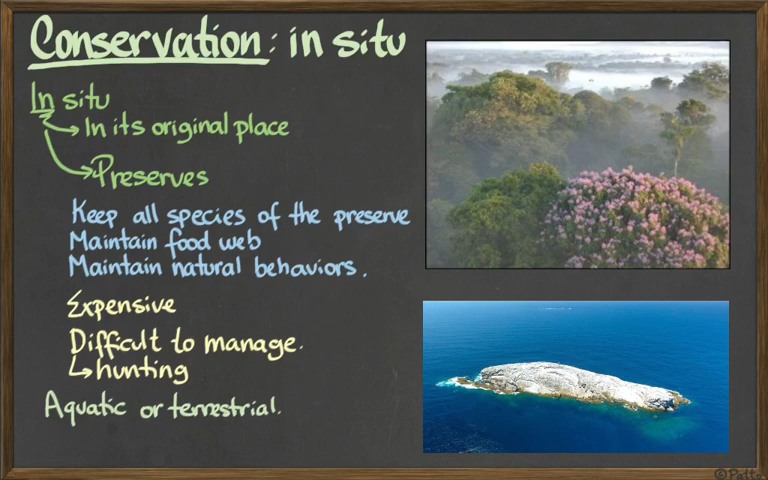 Conservation: in situ
In situ
In its original place
Preserves
Keep all species of the preserve
Maintain food web
Maintain natural behaviors.
Expensive
Difficult to manage.
hunting
Aquatic or terrestrial.